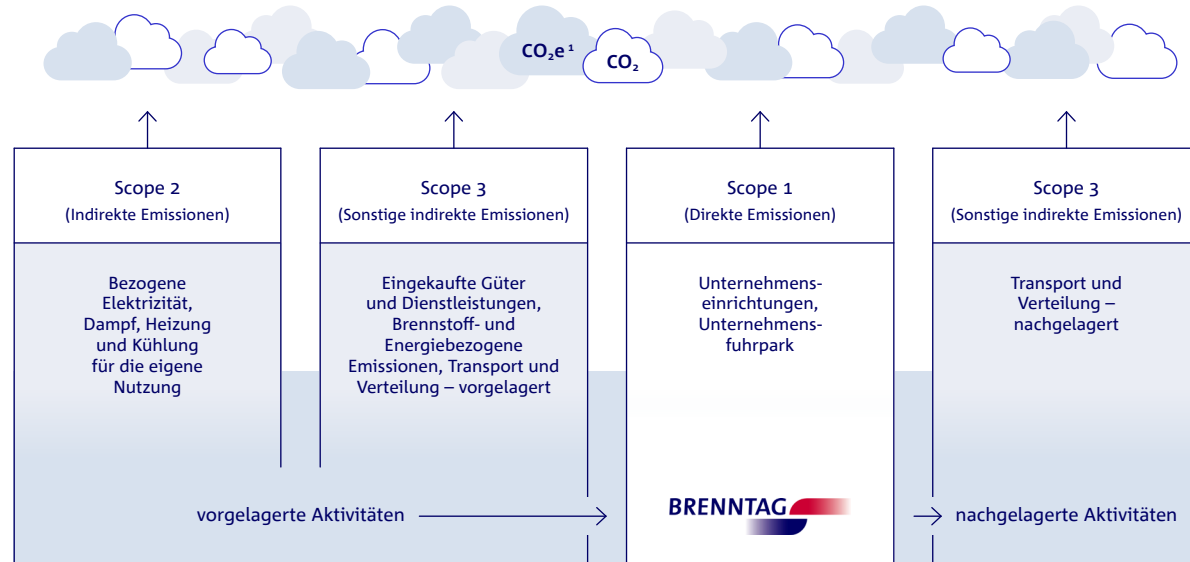 CO₂e ¹
CO₂
Scope 2
(Indirekte Emissionen)
Bezogene
Elektrizität,
Dampf, Heizung
und Kühlung
für die eigene
Nutzung
Scope 3
(Sonstige indirekte Emissionen)
Eingekaufte Güter
und Dienstleistungen,
Brennstoff- und
Energiebezogene
Emissionen, Transport und
Verteilung – vorgelagert
Scope 1
(Direkte Emissionen)
Unternehmens-
einrichtungen,
Unternehmens-
fuhrpark
Scope 3
(Sonstige indirekte Emissionen)
Transport und
Verteilung –
nachgelagert
vorgelagerte Aktivitäten
BRENNTAG
nachgelagerte Aktivitäten